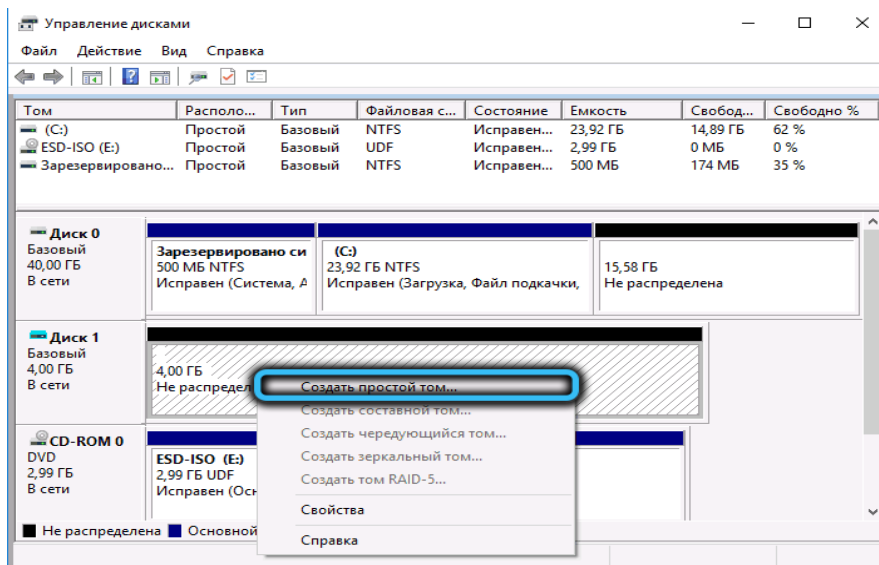 Управление дисками
Файл Действие Вид Справка
Том Располо... Тип Файловая с... Состояние Емкость Свобод... Свободно %
(C:) Простой Базовый NTFS Исправен... 23,92 ГБ 14,89 ГБ 62 %
ESD-ISO (E:) Простой Базовый UDF Исправен... 2,99 ГБ 0 МБ 0 %
Зарезервировано... Простой Базовый NTFS Исправен... 500 МБ 174 МБ 35 %
Диск 0
Базовый
40,00 ГБ
В сети
Зарезервировано си
500 МБ NTFS
Исправен (Система, А
(C:)
23,92 ГБ NTFS
Исправен (Загрузка, Файл подкачки,
15,58 ГБ
Не распределена
Диск 1
Базовый
4,00 ГБ
В сети
4,00 ГБ
Не распредел
Создать простой том...
Создать составной том...
Создать чередующийся том...
Создать зеркальный том...
Создать том RAID-5...
Свойства
Справка
CD-ROM 0
DVD
2,99 ГБ
В сети
ESD-ISO (E:)
2,99 ГБ UDF
Исправен (Осн
Не распределена Основной